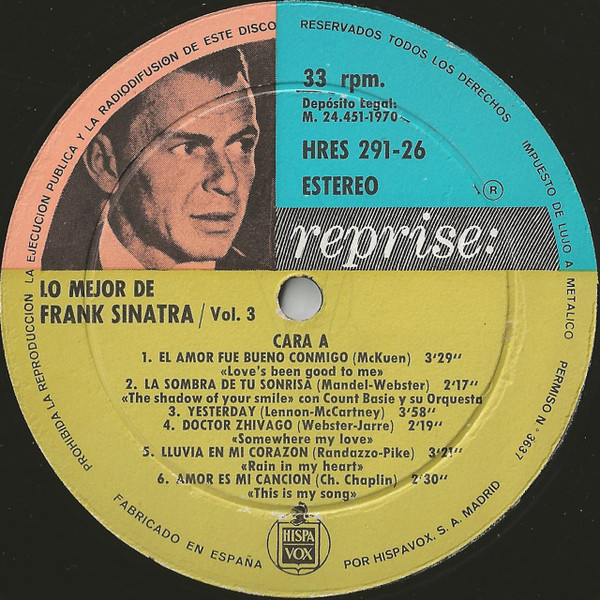 PROHIBIDA LA REPRODUCCION LA EJECUCION PUBLICA Y LA RADIODIFUSION DE ESTE DISCO
RESERVADOS TODOS LOS DERECHOS
IMPUESTO DE LUJO A METALICO PERMISO N° 3637
33 rpm.
Depósito Legal:
M. 24.451-1970
HRES 291-26
ESTEREO
®
reprise:
LO MEJOR DE
FRANK SINATRA / Vol. 3
CARA A
1. EL AMOR FUE BUENO CONMIGO (McKuen) 3'29''
«Love's been good to me»
2. LA SOMBRA DE TU SONRISA (Mandel-Webster) 2'17''
«The shadow of your smile» con Count Basie y su Orquesta
3. YESTERDAY (Lennon-McCartney) 3'58''
4. DOCTOR ZHIVAGO (Webster-Jarre) 2'19''
«Somewhere my love»
5. LLUVIA EN MI CORAZON (Randazzo-Pike) 3'21''
«Rain in my heart»
6. AMOR ES MI CANCION (Ch. Chaplin) 2'30''
«This is my song»
HISPA
VOX
FABRICADO EN ESPAÑA
POR HISPAVOX, S. A. MADRID